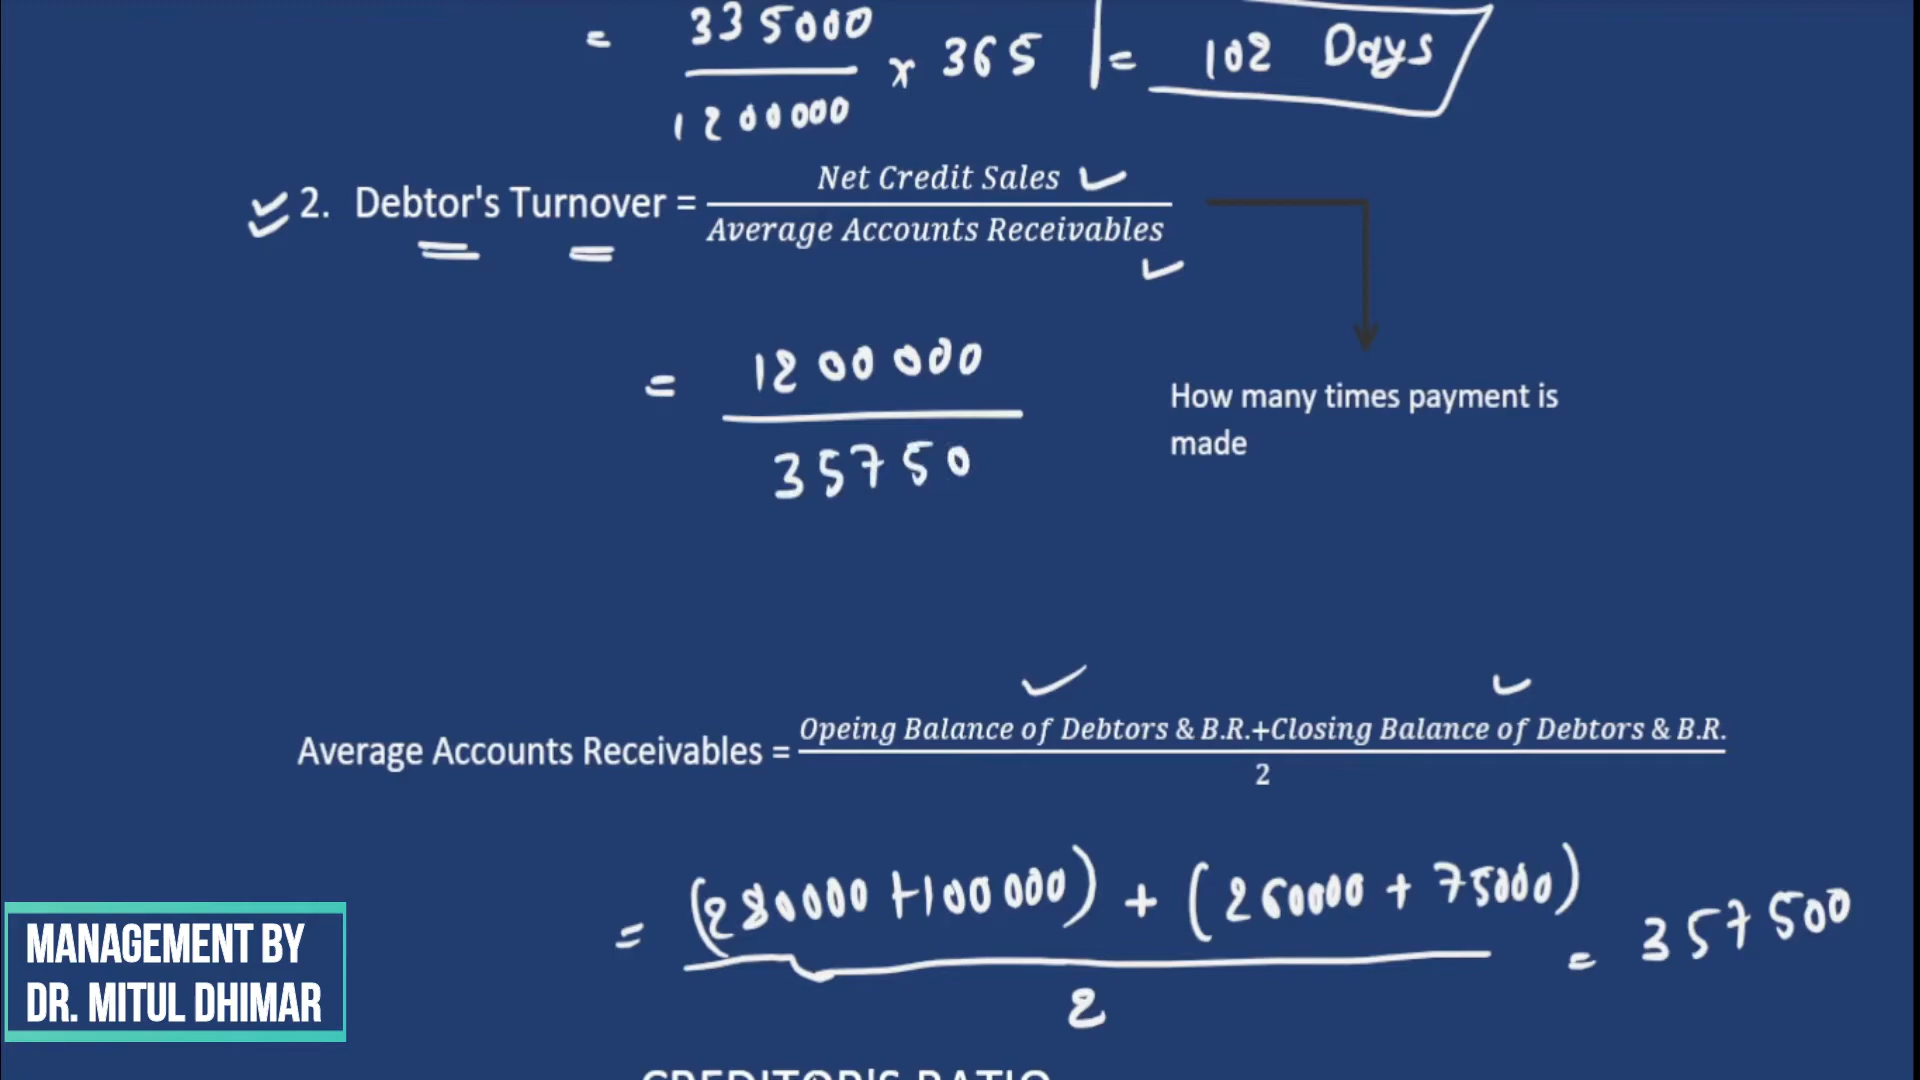 = 335000 / 1200000 x 365 | = 102 Days
2. Debtor's Turnover = Net Credit Sales / Average Accounts Receivables
= 1200000 / 35750
How many times payment is
made
Average Accounts Receivables = Opeing Balance of Debtors & B.R.+Closing Balance of Debtors & B.R. / 2
= (280000 + 100000) + (260000 + 75000) / 2 = 357500
MANAGEMENT BY
DR. MITUL DHIMAR
CREDITOR'S RATIO